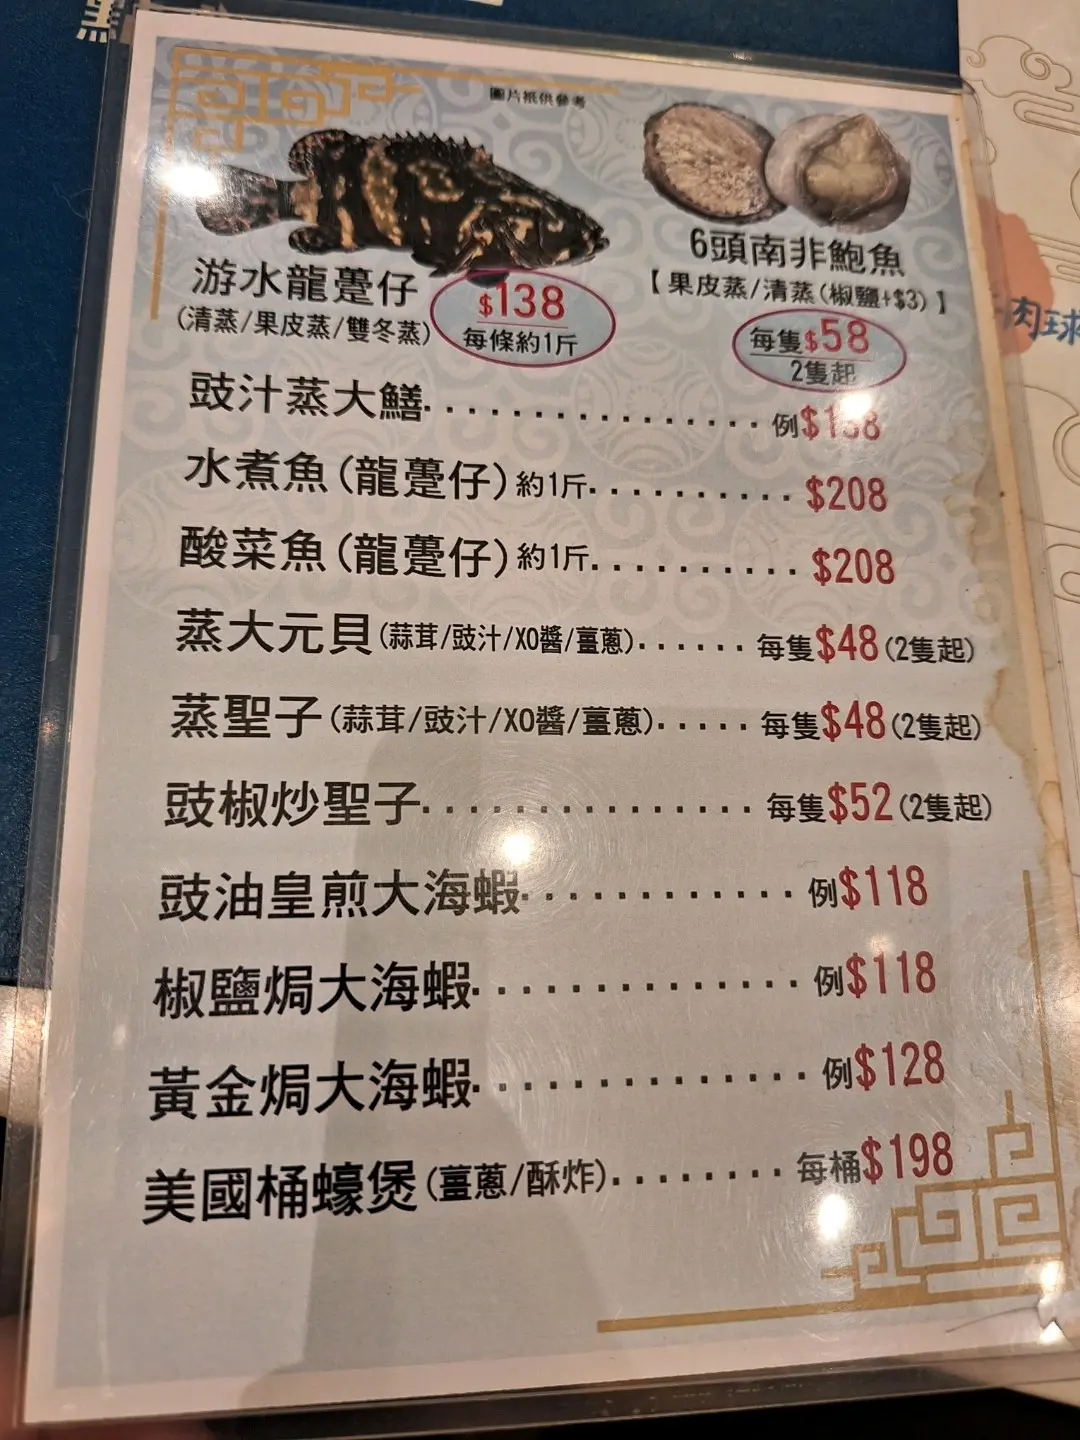 圖片祇供參考
游水龍躉仔
(清蒸/果皮蒸/雙冬蒸)
$138
每條約1斤
6頭南非鮑魚
【果皮蒸/清蒸(椒鹽+$3)】
每隻$58
2隻起
豉汁蒸大鱔..............例
水煮魚(龍躉仔)約1斤..........$208
酸菜魚(龍躉仔)約1斤..........$208
蒸大元貝(蒜茸/豉汁/XO醬/薑蔥)......每隻$48(2隻起)
蒸聖子(蒜茸/豉汁/XO醬/薑蔥).....每隻$48(2隻起)
豉椒炒聖子..............每隻$52(2隻起)
豉油皇煎大海蝦............例$118
椒鹽焗大海蝦..............例$118
黃金焗大海蝦..............例$128
美國桶蠔煲(薑蔥/酥炸)........每桶$198
肉球